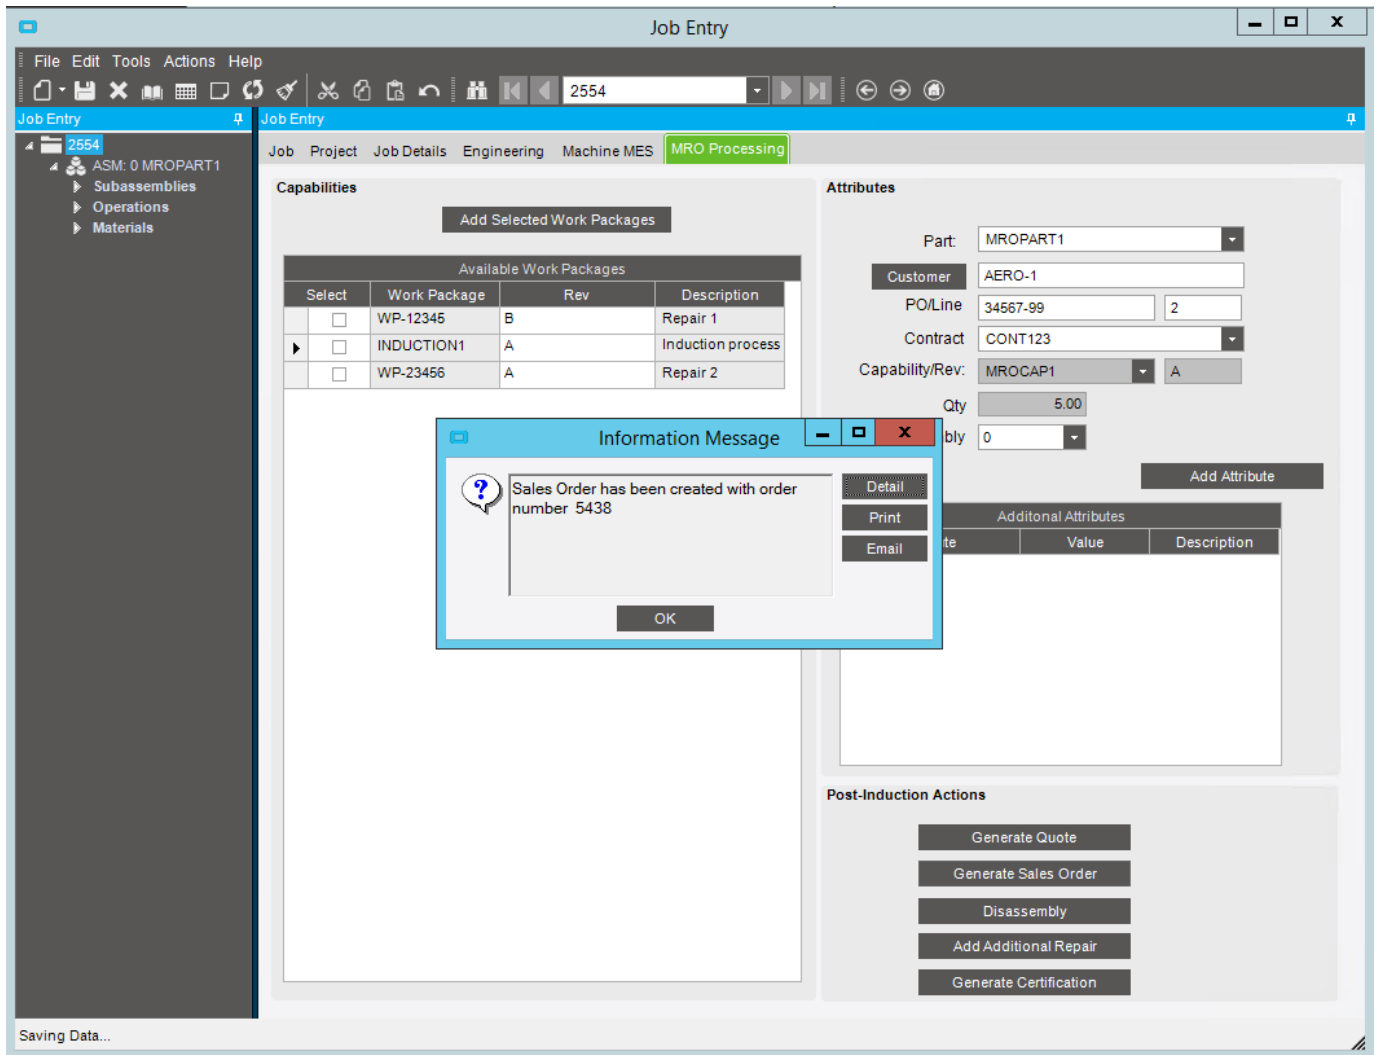 Job Entry
File Edit Tools Actions Help
2554
Job Entry
Job Entry
2554
ASM: 0 MROPART1
Subassemblies
Operations
Materials
Job Project Job Details Engineering Machine MES MRO Processing
Capabilities
Add Selected Work Packages
Available Work Packages
Select Work Package Rev Description
WP-12345 B Repair 1
INDUCTION1 A Induction process
WP-23456 A Repair 2
Attributes
Part: MROPART1
Customer AERO-1
PO/Line 34567-99 2
Contract CONT123
Capability/Rev: MROCAP1 A
Qty 5.00
bly 0
Add Attribute
Additonal Attributes
te Value Description
Information Message
Sales Order has been created with order
number 5438
Detail
Print
Email
OK
Post-Induction Actions
Generate Quote
Generate Sales Order
Disassembly
Add Additional Repair
Generate Certification
Saving Data...